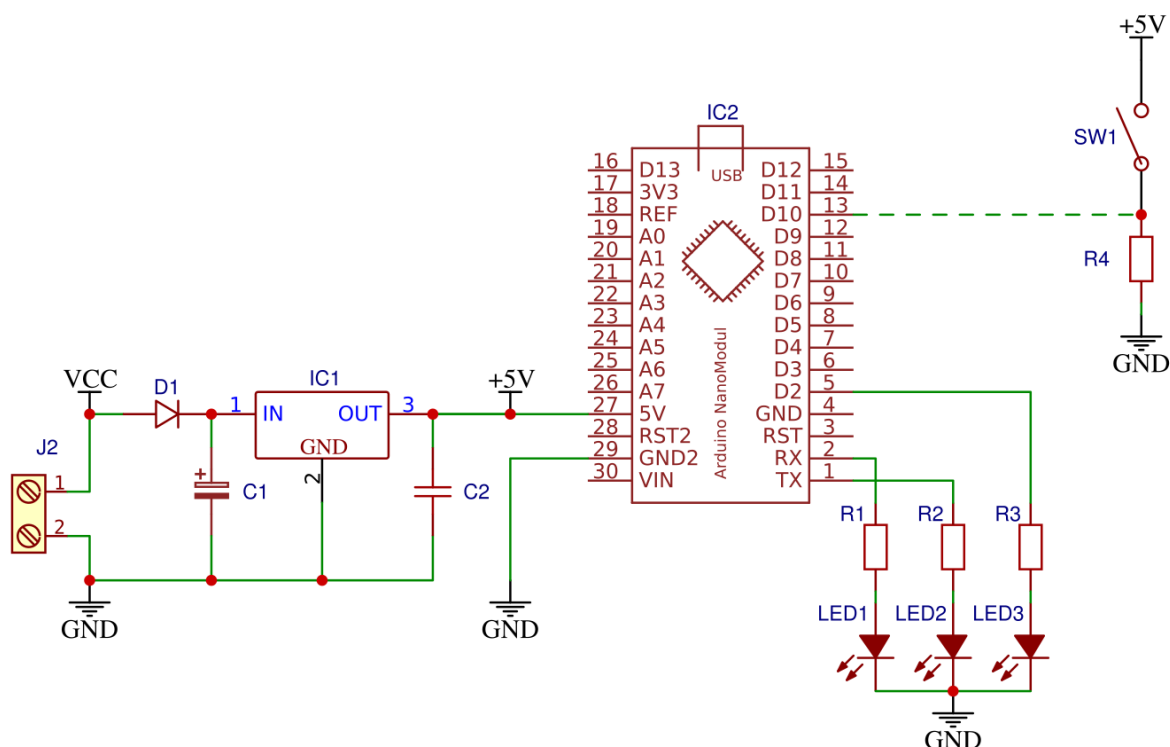 +5V
SW1
R4
GND
IC2
USB
16 D13 D12 15
17 3V3 D11 14
18 REF D10 13
19 A0 D9 12
20 A1 D8 11
21 A2 D7 10
22 A3 D6 9
23 A4 D5 8
24 A5 D4 7
25 A6 D3 6
26 A7 D2 5
27 5V GND 4
28 RST2 RST 3
29 GND2 RX 2
30 VIN TX 1
Arduino NanoModul
VCC
D1
IC1
+5V
1 IN OUT 3
GND
2
J2
1
2
+
C1
C2
GND
GND
R1
R2
R3
LED1
LED2
LED3
GND